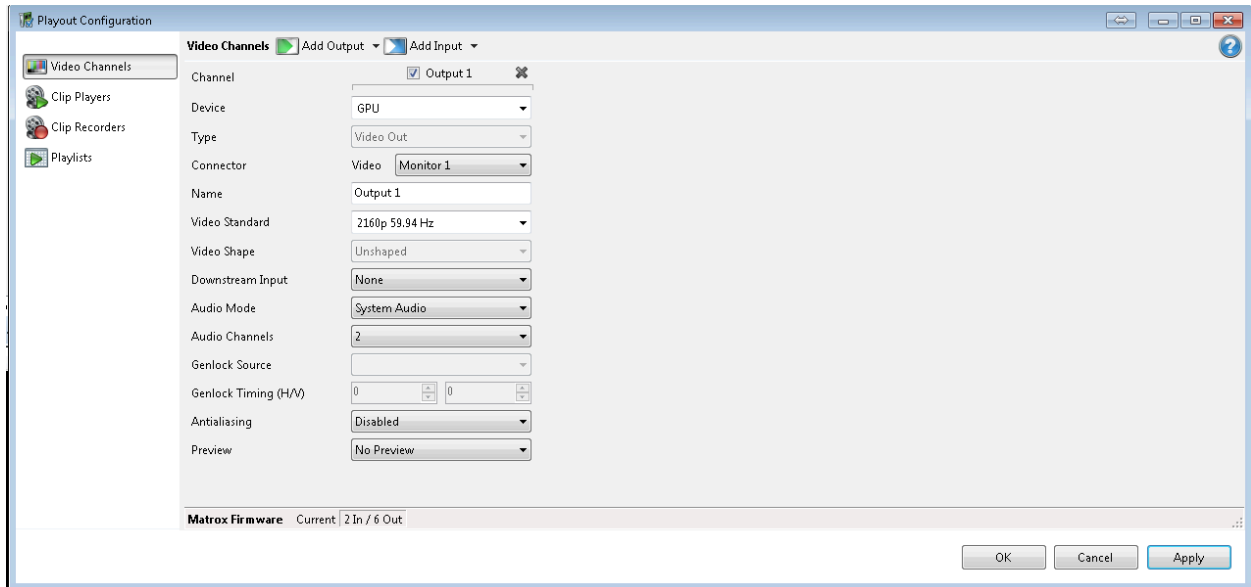 Playout Configuration
Video Channels Add Output Add Input
Video Channels
Clip Players
Clip Recorders
Playlists
Channel Output 1
Device GPU
Type Video Out
Connector Video Monitor 1
Name Output 1
Video Standard 2160p 59.94 Hz
Video Shape Unshaped
Downstream Input None
Audio Mode System Audio
Audio Channels 2
Genlock Source
Genlock Timing (H/V) 0 0
Antialiasing Disabled
Preview No Preview
Matrox Firmware Current 2 In / 6 Out
OK Cancel Apply